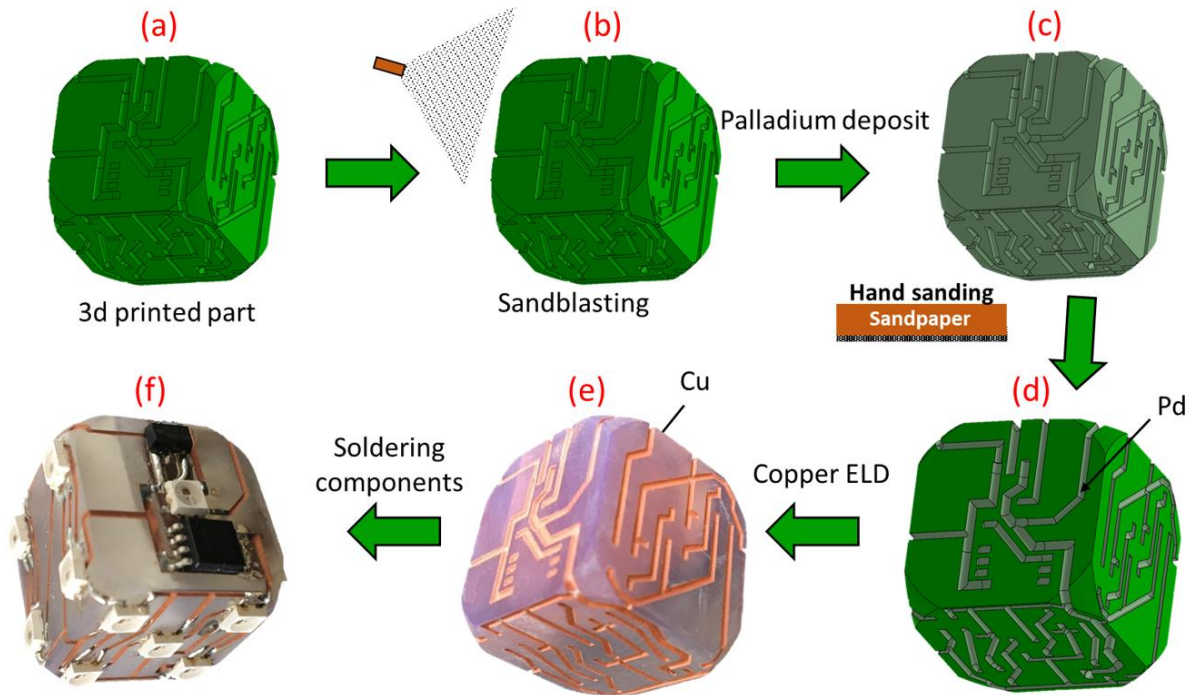 (a)
(b)
(c)
Palladium deposit
3d printed part
Sandblasting
Hand sanding
Sandpaper
(f)
(e)
Cu
(d)
Pd
Soldering
components
Copper ELD